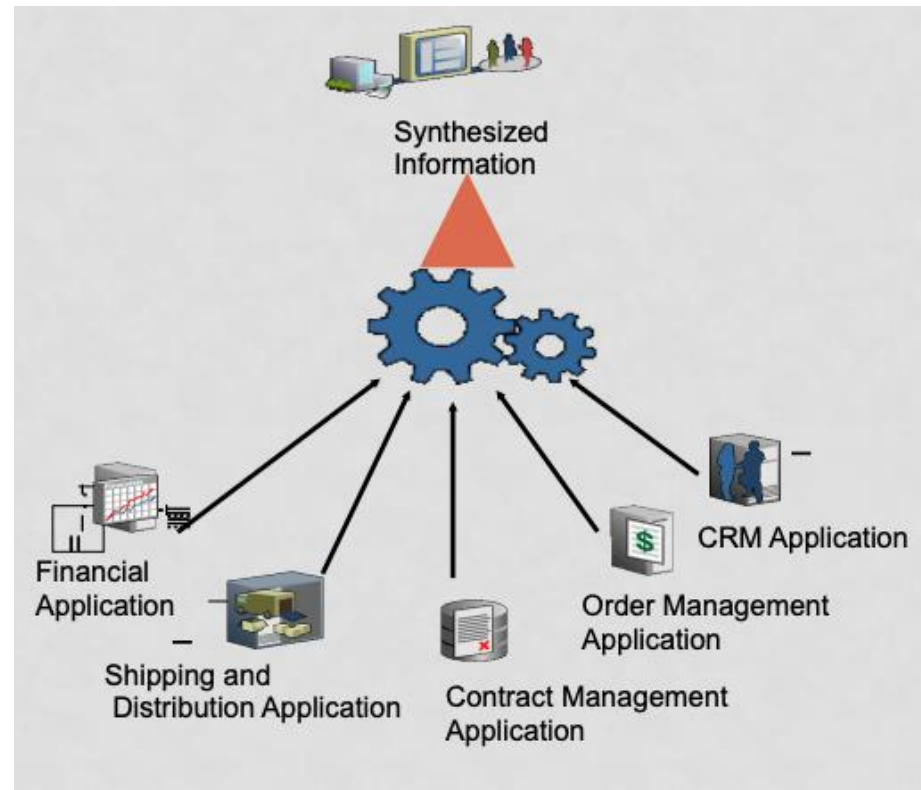 Synthesized
Information
Financial
Application
Shipping and
Distribution Application
Contract Management
Application
$
Order Management
Application
CRM Application